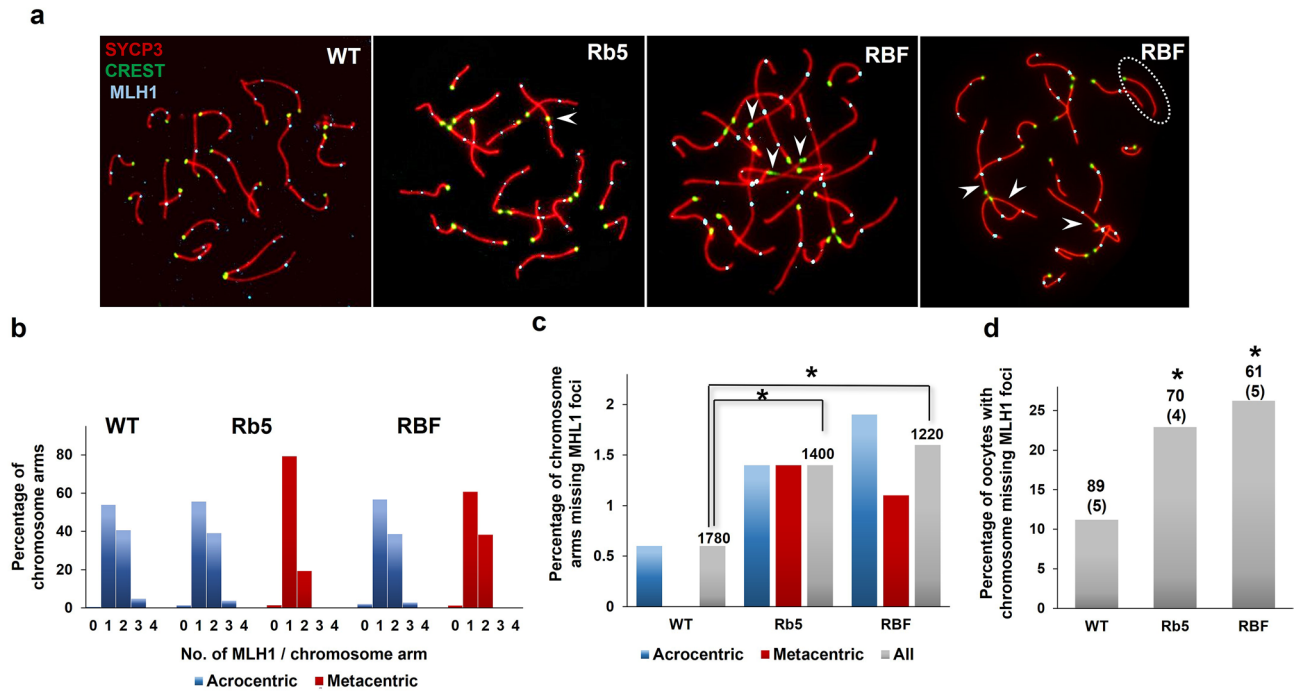 a
SYCP3
CREST
MLH1
WT
Rb5
RBF
RBF
b
Percentage of
chromosome arms
WT
Rb5
RBF
80
60
40
20
0
0 1 2 3 4
0 1 2 3 4
0 1 2 3 4
0 1 2 3 4
0 1 2 3 4
No. of MLH1 / chromosome arm
Acrocentric
Metacentric
c
Percentage of chromosome
arms missing MHL1 foci
2
1.5
1
0.5
0
*
*
1780
1400
1220
WT
Rb5
RBF
Acrocentric
Metacentric
All
d
Percentage of oocytes with
chromosome missing MLH1 foci
25
20
15
10
5
0
89
(5)
*
70
(4)
*
61
(5)
WT
Rb5
RBF